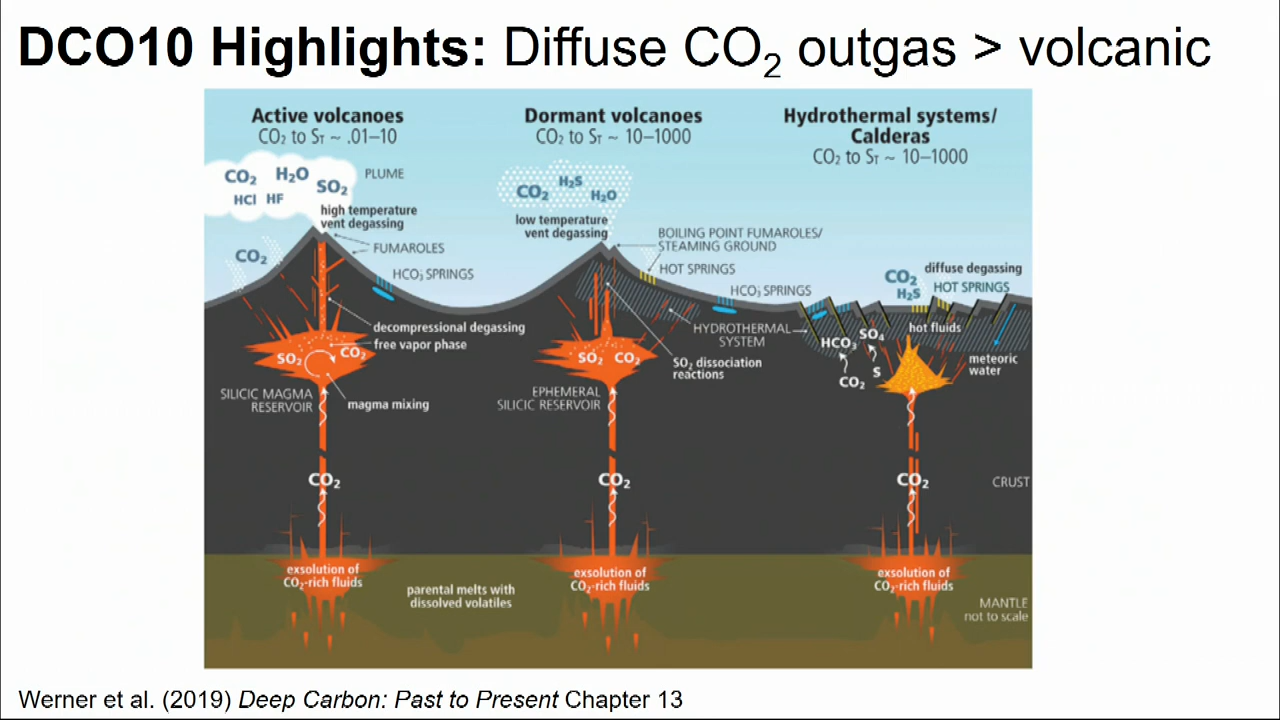 DCO10 Highlights: Diffuse CO₂ outgas > volcanic
Active volcanoes
CO₂ to Sᴛ ~ .01–10
Dormant volcanoes
CO₂ to Sᴛ ~ 10–1000
Hydrothermal systems/
Calderas
CO₂ to Sᴛ ~ 10–1000
PLUME
CO₂ H₂O SO₂
HCl HF
high temperature
vent degassing
FUMAROLES
CO₂
HCO₃⁻ SPRINGS
decompressional degassing
free vapor phase
SO₂ CO₂
SILICIC MAGMA
RESERVOIR
magma mixing
CO₂
exsolution of
CO₂-rich fluids
parental melts with
dissolved volatiles
CO₂ H₂S H₂O
low temperature
vent degassing
BOILING POINT FUMAROLES/
STEAMING GROUND
HOT SPRINGS
HCO₃⁻ SPRINGS
HYDROTHERMAL
SYSTEM
SO₂ dissociation
reactions
SO₂ CO₂
EPHEMERAL
SILICIC RESERVOIR
CO₂
exsolution of
CO₂-rich fluids
CO₂
H₂S
diffuse degassing
HOT SPRINGS
hot fluids
HCO₃⁻ SO₄
CO₂ S
meteoric
water
CO₂
CRUST
exsolution of
CO₂-rich fluids
MANTLE
not to scale
Werner et al. (2019) Deep Carbon: Past to Present Chapter 13